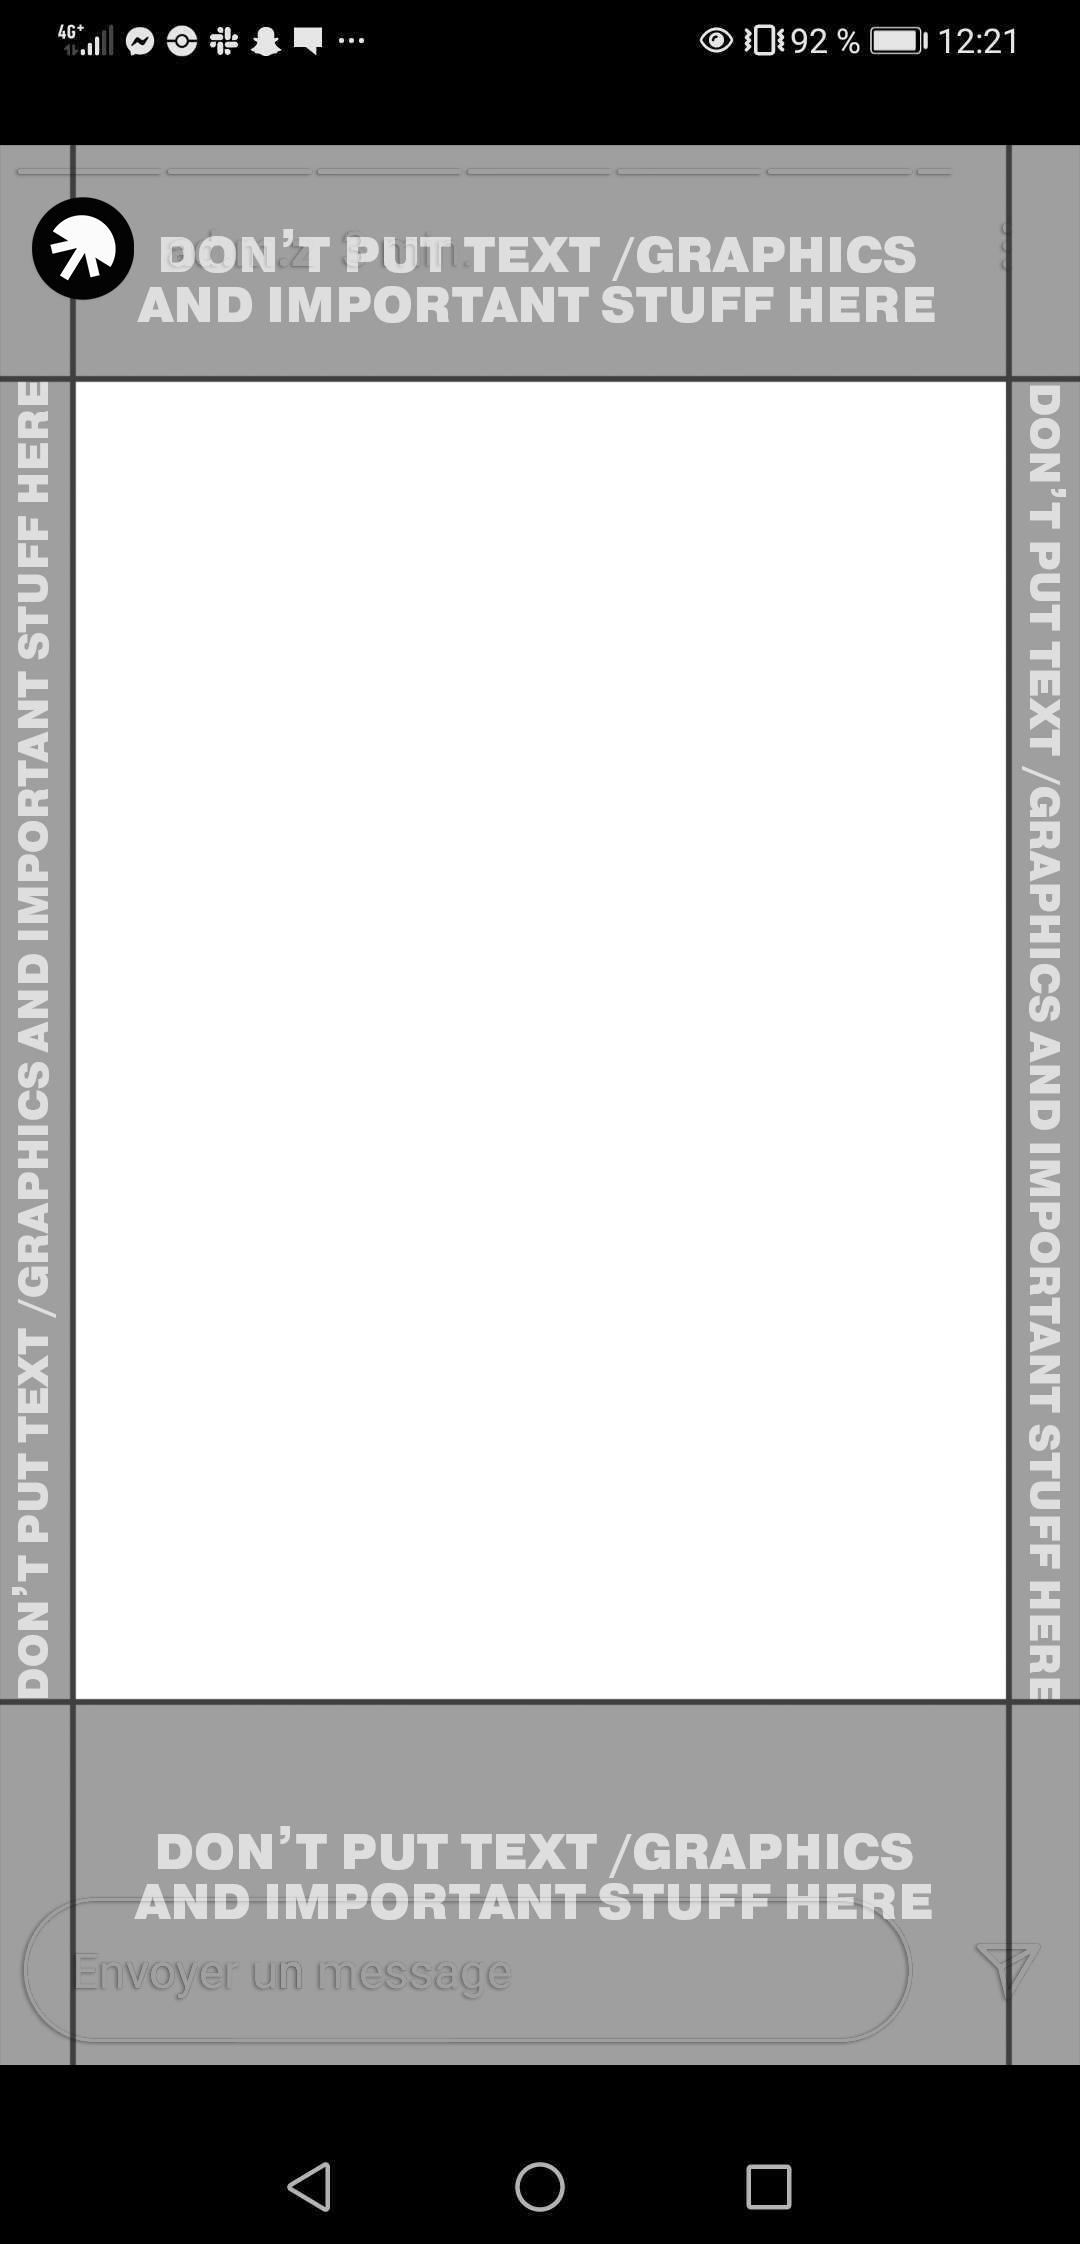 4G+ 92 % 12:21
DON'T PUT TEXT /GRAPHICS
AND IMPORTANT STUFF HERE
3 min.
DON'T PUT TEXT /GRAPHICS AND IMPORTANT STUFF HERE
DON'T PUT TEXT /GRAPHICS AND IMPORTANT STUFF HERE
DON'T PUT TEXT /GRAPHICS
AND IMPORTANT STUFF HERE
Envoyer un message